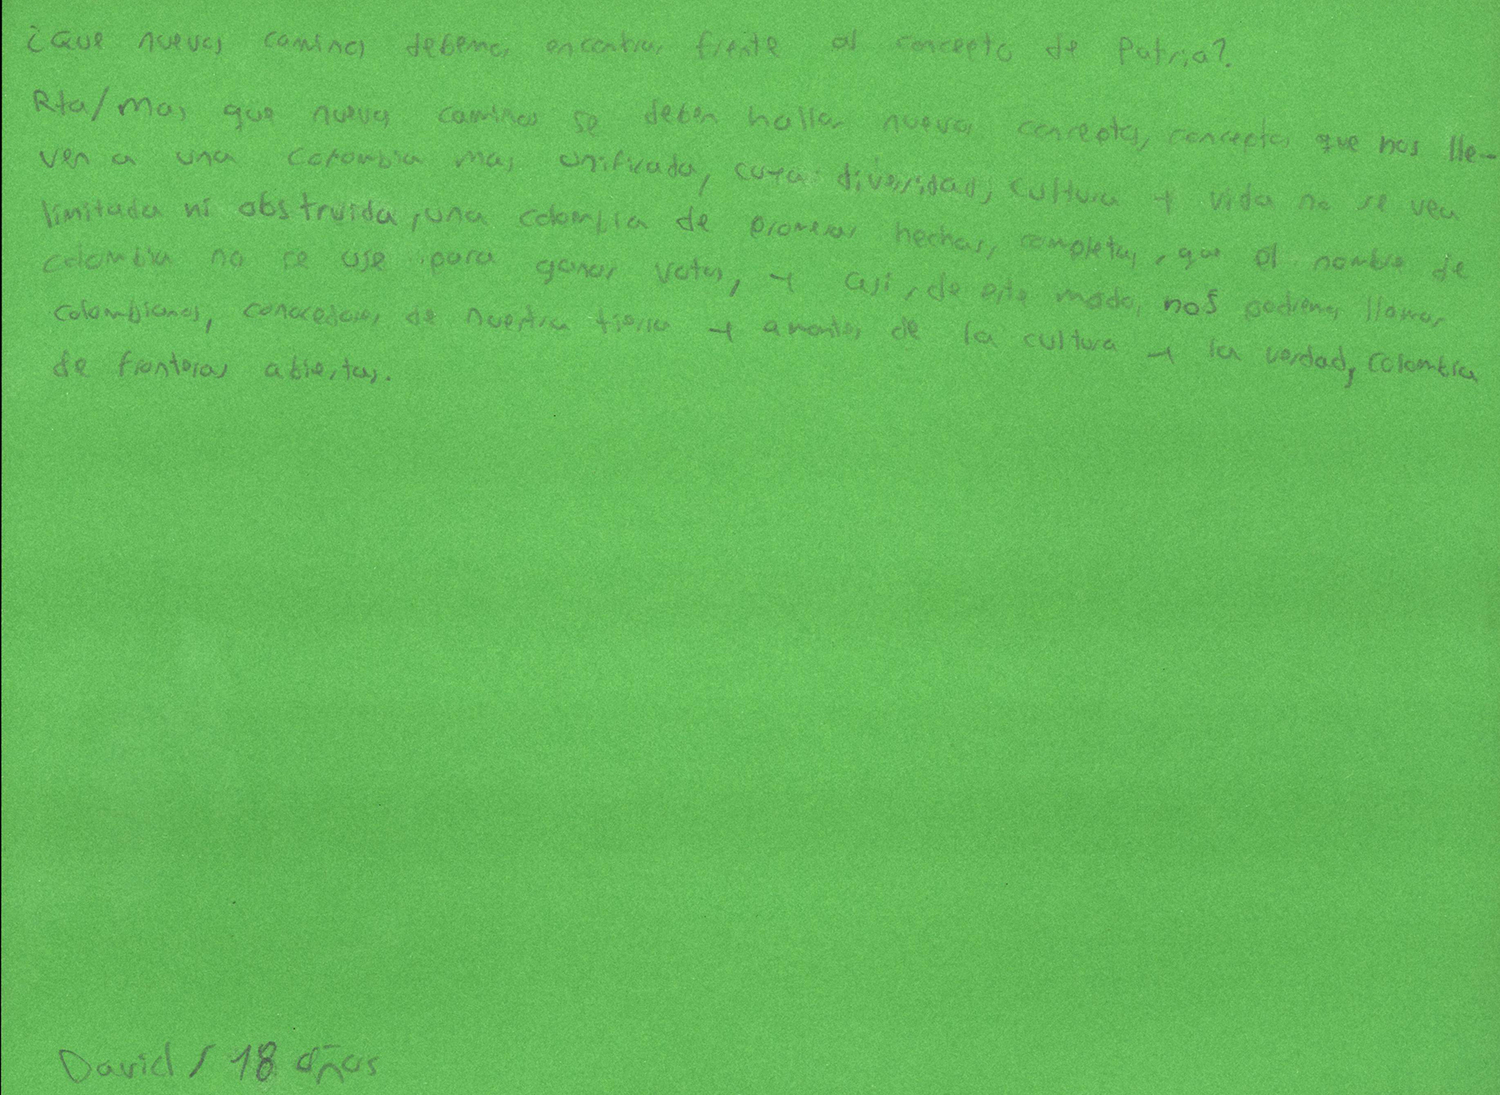 ¿Que nuevos caminos debemos encontrar frente al concepto de Patria?.
Rta/Mas que nuevos caminos se deben hallar nuevos conceptos, conceptos que nos lle-
ven a una colombia mas unificada, cuya diversidad, cultura y vida no se vea
limitada ni obstruida, una colombia de promesas hechas, completas, que el nombre de
colombia no se use para ganar votos, y asi, de este modo, nos podremos llamar
colombianos, conocedores de nuestra tierra y amantes de la cultura y la verdad, Colombia
de fronteras abiertas.
David / 18 años